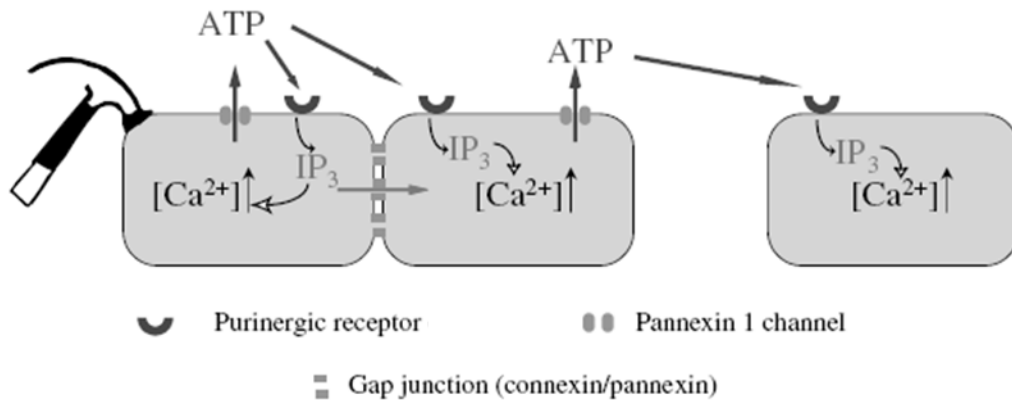 ATP
ATP
IP₃
IP₃
IP₃
[Ca²⁺]
[Ca²⁺]
[Ca²⁺]
Purinergic receptor
Pannexin 1 channel
Gap junction (connexin/pannexin)